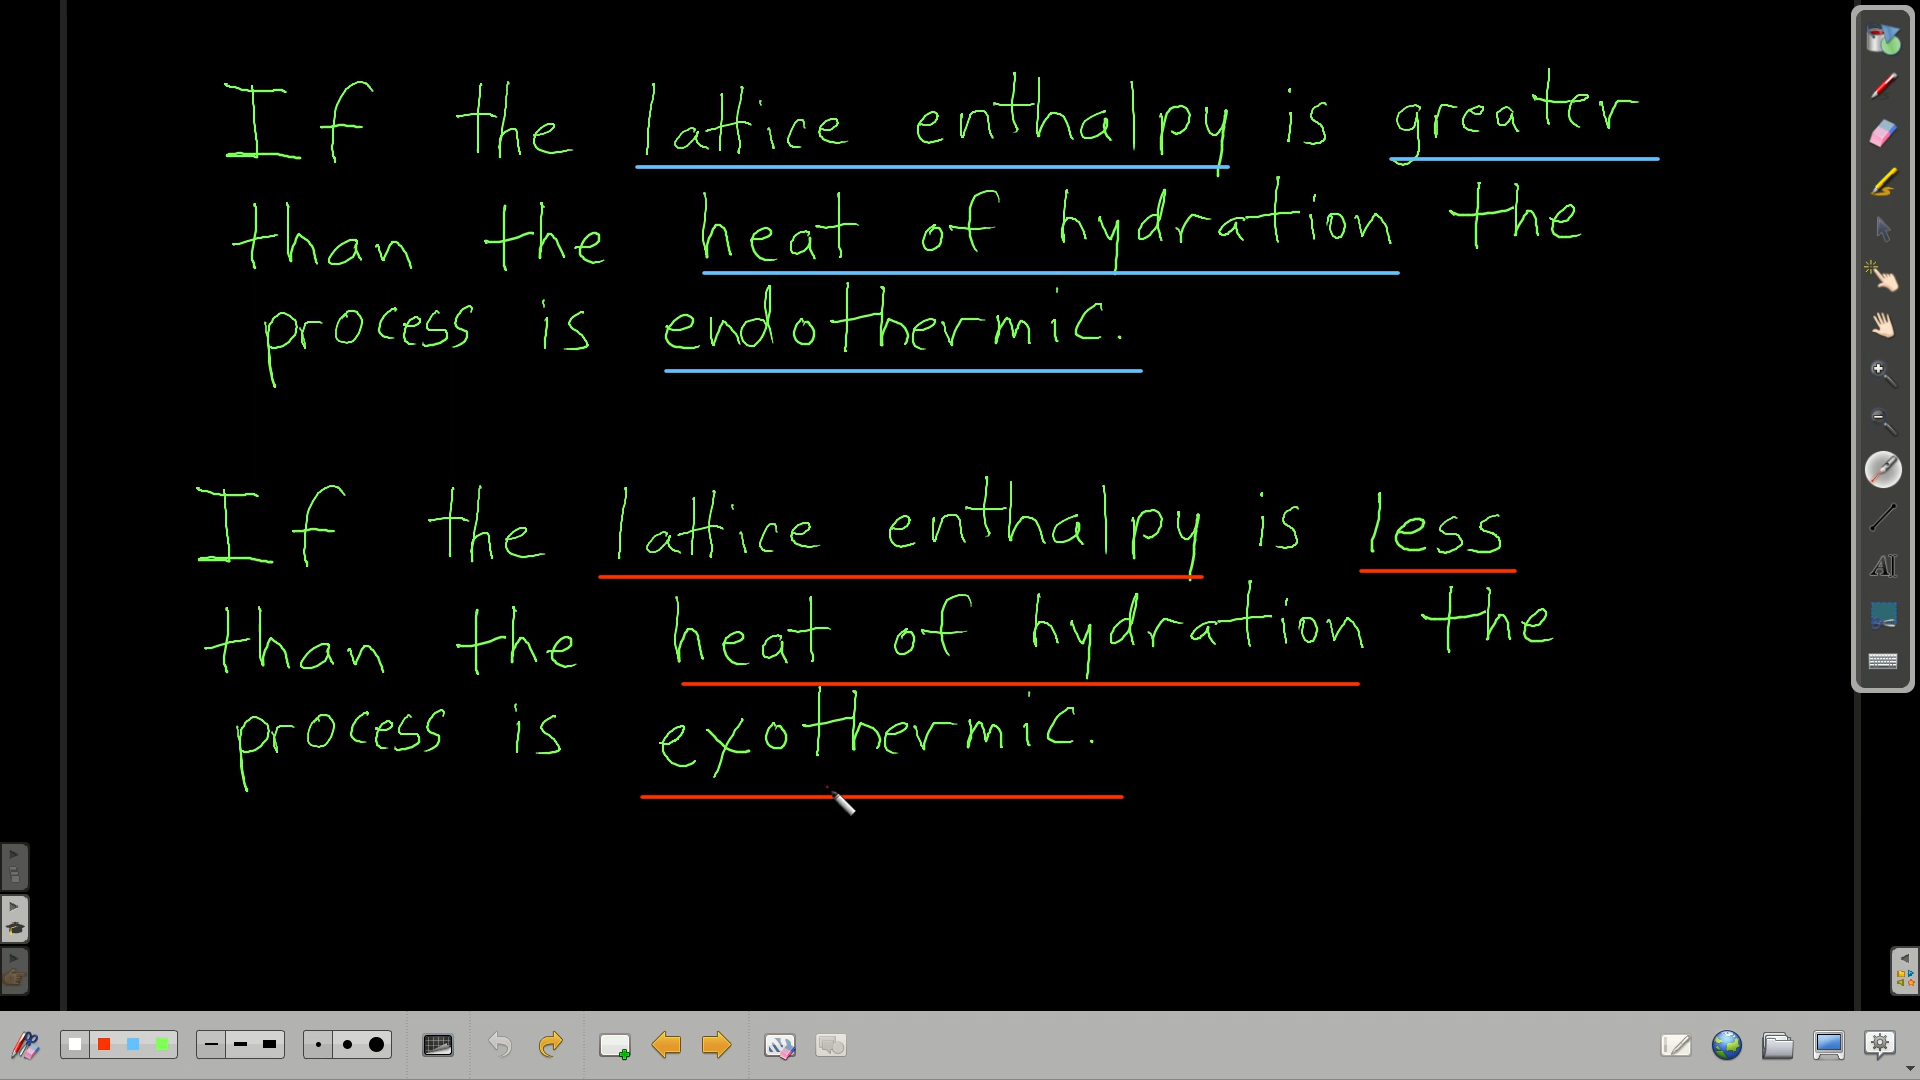 If the lattice enthalpy is greater
than the heat of hydration the
process is endothermic.
If the lattice enthalpy is less
than the heat of hydration the
process is exothermic.